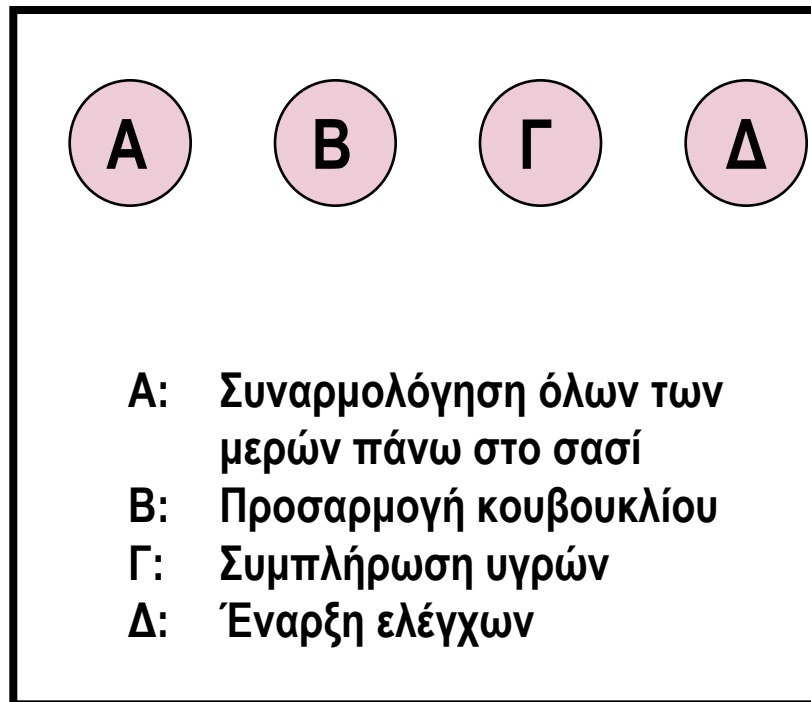 Α Β Γ Δ
Α: Συναρμολόγηση όλων των
μερών πάνω στο σασί
Β: Προσαρμογή κουβουκλίου
Γ: Συμπλήρωση υγρών
Δ: Έναρξη ελέγχων